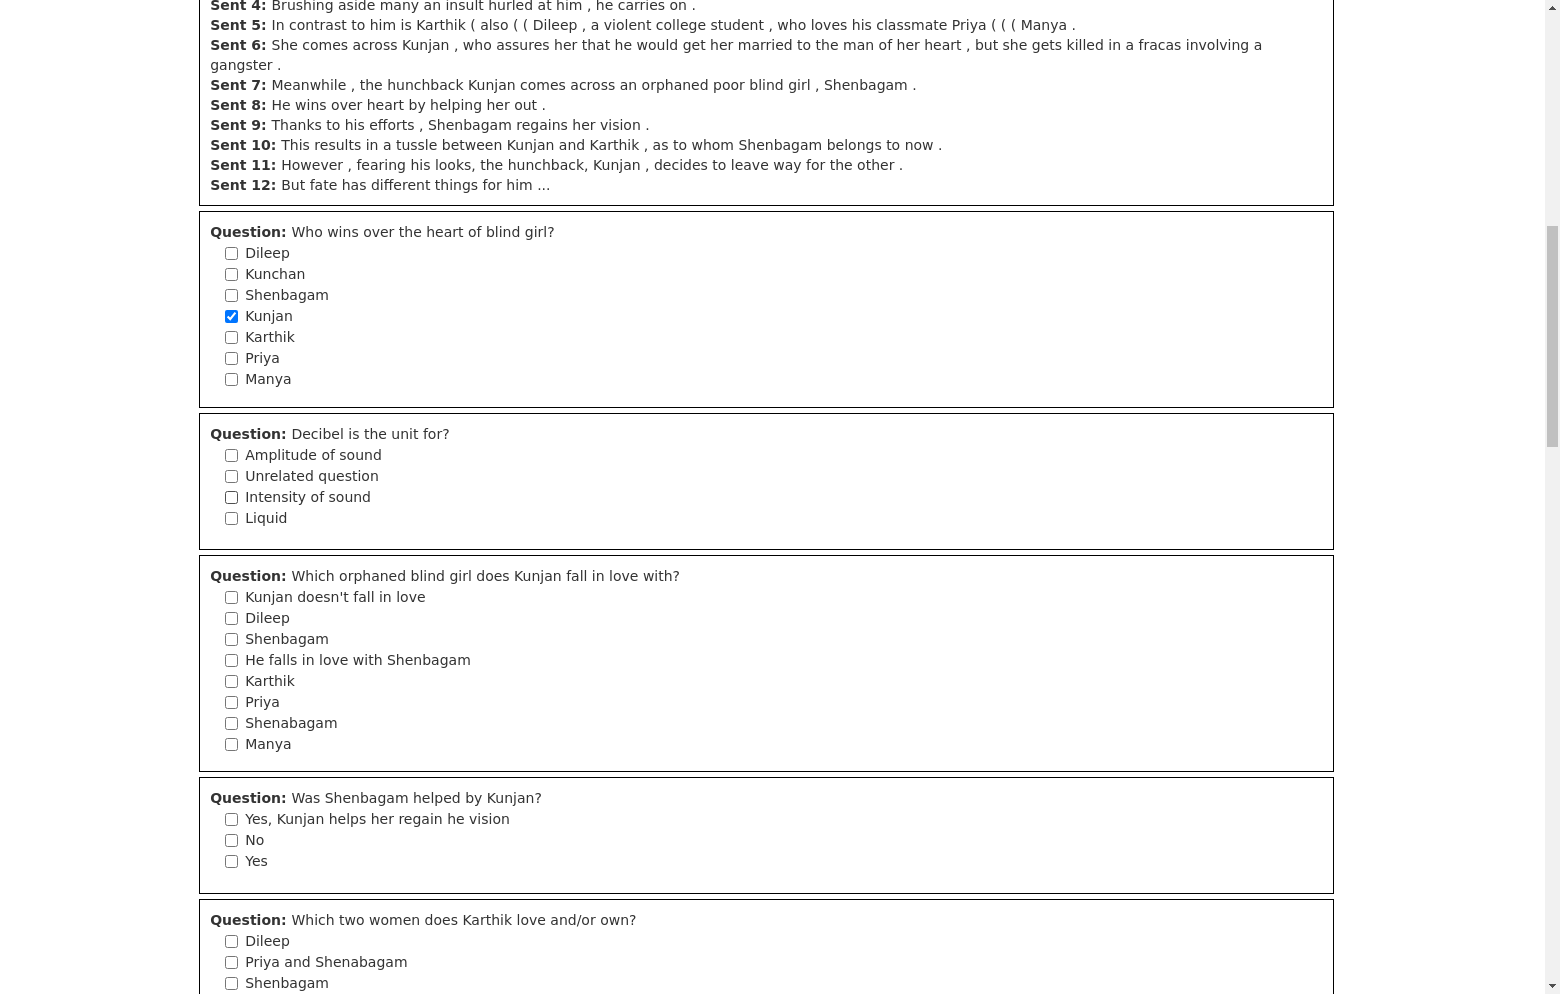 Sent 4: Brushing aside many an insult hurled at him , he carries on .
Sent 5: In contrast to him is Karthik ( also ( ( Dileep , a violent college student , who loves his classmate Priya ( ( ( Manya .
Sent 6: She comes across Kunjan , who assures her that he would get her married to the man of her heart , but she gets killed in a fracas involving a
gangster .
Sent 7: Meanwhile , the hunchback Kunjan comes across an orphaned poor blind girl , Shenbagam .
Sent 8: He wins over heart by helping her out .
Sent 9: Thanks to his efforts , Shenbagam regains her vision .
Sent 10: This results in a tussle between Kunjan and Karthik , as to whom Shenbagam belongs to now .
Sent 11: However , fearing his looks, the hunchback, Kunjan , decides to leave way for the other .
Sent 12: But fate has different things for him ...
Question: Who wins over the heart of blind girl?
Dileep
Kunchan
Shenbagam
Kunjan
Karthik
Priya
Manya
Question: Decibel is the unit for?
Amplitude of sound
Unrelated question
Intensity of sound
Liquid
Question: Which orphaned blind girl does Kunjan fall in love with?
Kunjan doesn't fall in love
Dileep
Shenbagam
He falls in love with Shenbagam
Karthik
Priya
Shenabagam
Manya
Question: Was Shenbagam helped by Kunjan?
Yes, Kunjan helps her regain he vision
No
Yes
Question: Which two women does Karthik love and/or own?
Dileep
Priya and Shenabagam
Shenbagam